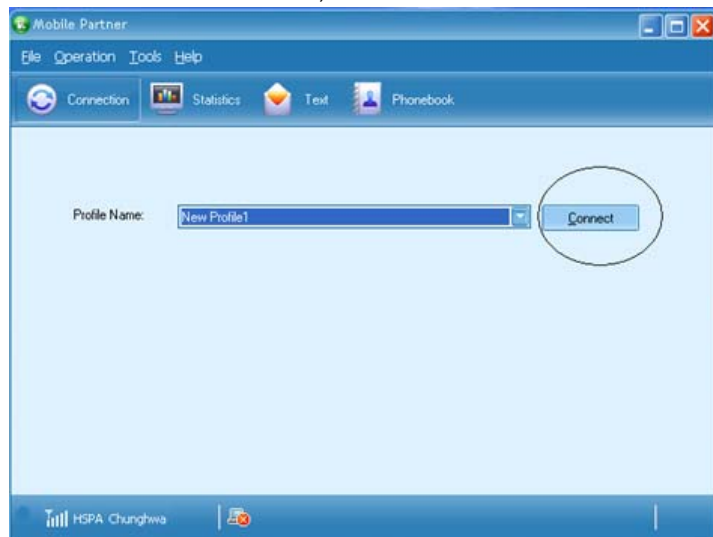 Mobile Partner
File Operation Tools Help
Connection Statistics Text Phonebook
Profile Name: New Profile1 Connect
HSPA Chunghwa